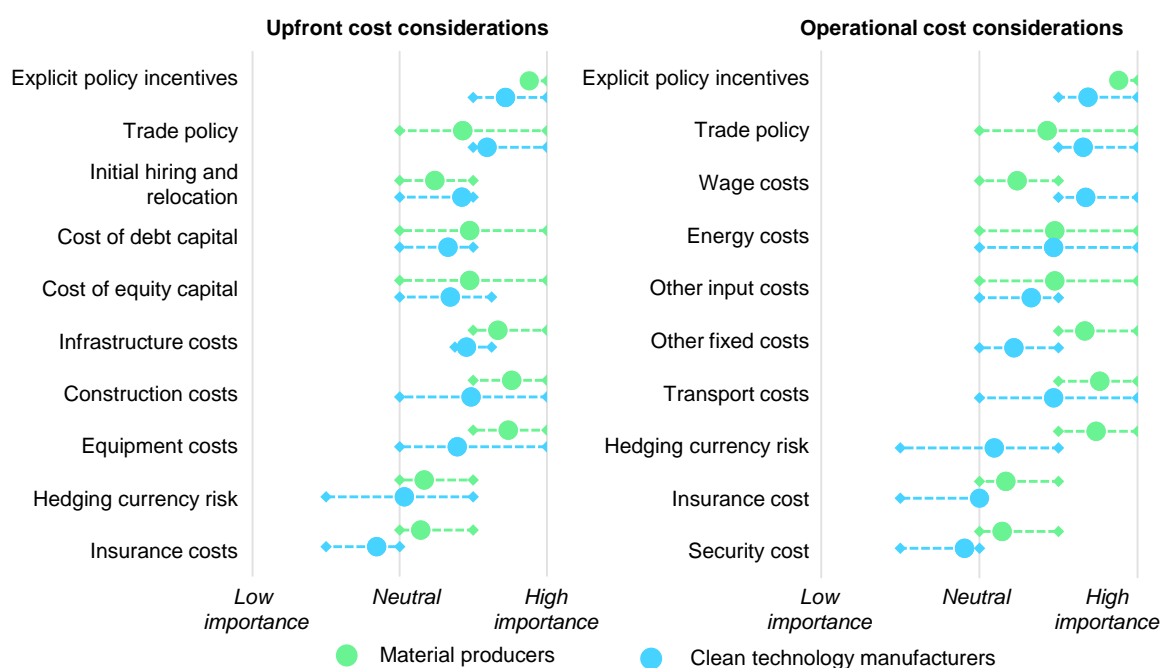 Upfront cost considerations
Explicit policy incentives
Trade policy
Initial hiring and
relocation
Cost of debt capital
Cost of equity capital
Infrastructure costs
Construction costs
Equipment costs
Hedging currency risk
Insurance costs
Low
importance
Neutral
High
importance
Operational cost considerations
Explicit policy incentives
Trade policy
Wage costs
Energy costs
Other input costs
Other fixed costs
Transport costs
Hedging currency risk
Insurance cost
Security cost
Low
importance
Neutral
High
importance
Material producers
Clean technology manufacturers